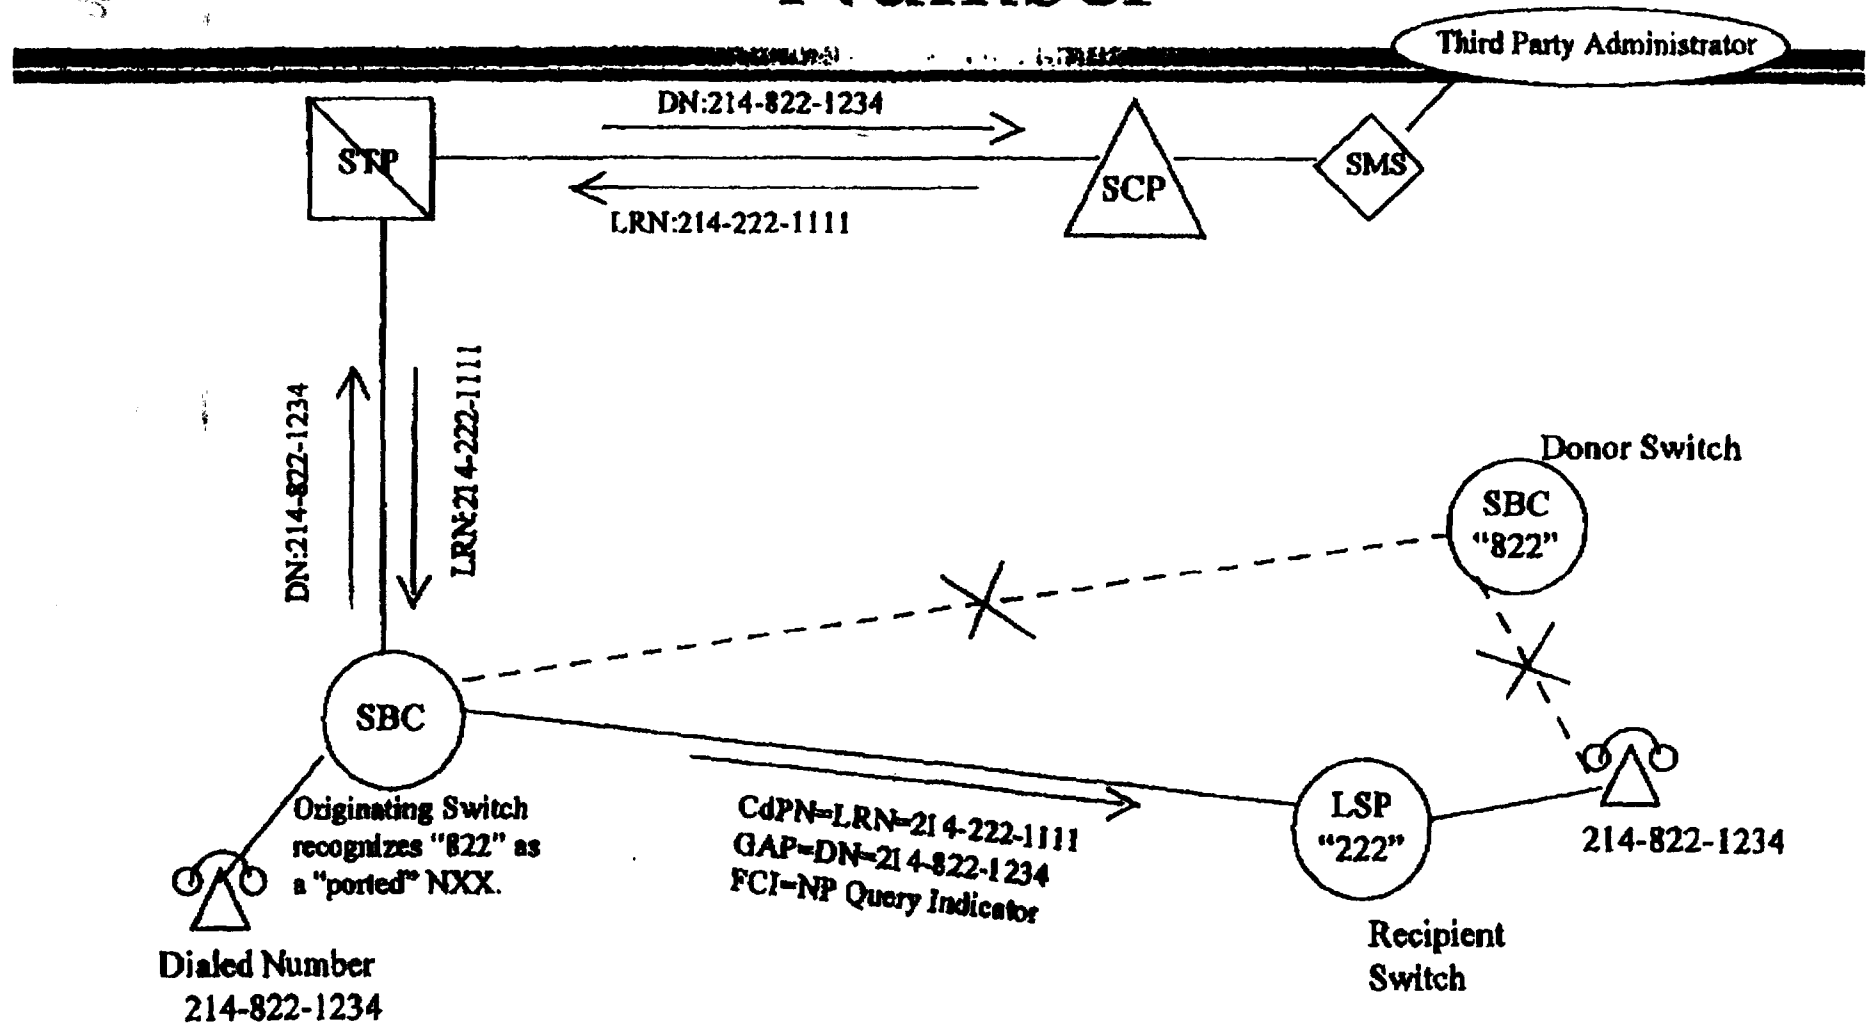 Third Party Administrator
DN:214-822-1234
STP
SCP
SMS
LRN:214-222-1111
DN:214-822-1234
LRN:214-222-1111
Donor Switch
SBC
“822”
SBC
Originating Switch
recognizes “822” as
a “ported” NXX.
CdPN=LRN=214-222-1111
GAP=DN=214-822-1234
FCI=NP Query Indicator
LSP
“222”
214-822-1234
Recipient
Switch
Dialed Number
214-822-1234